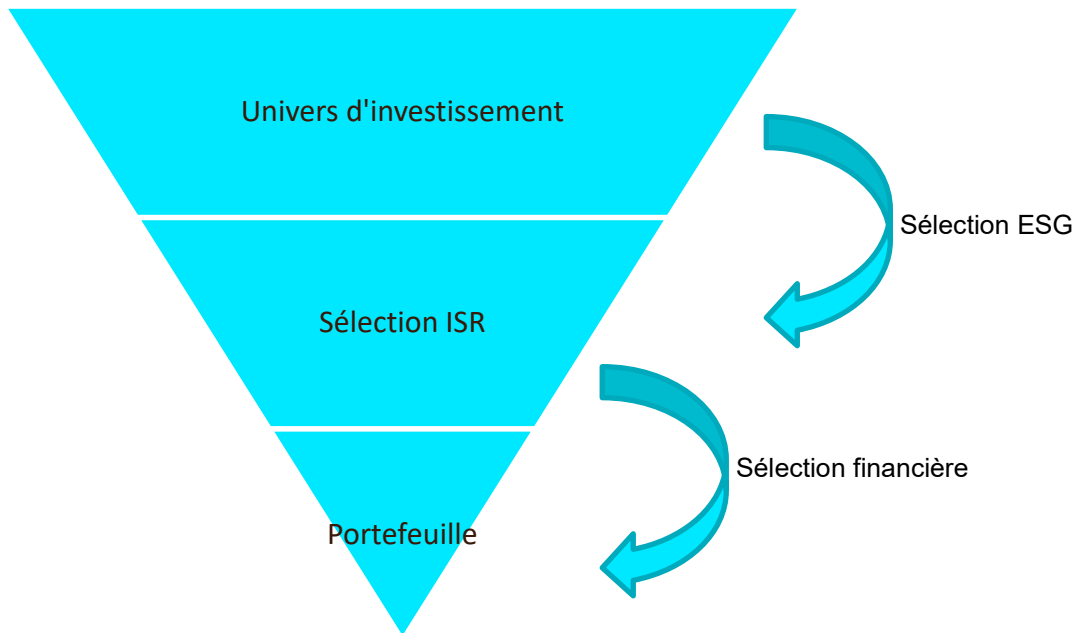 Univers d'investissement
Sélection ESG
Sélection ISR
Sélection financière
Portefeuille